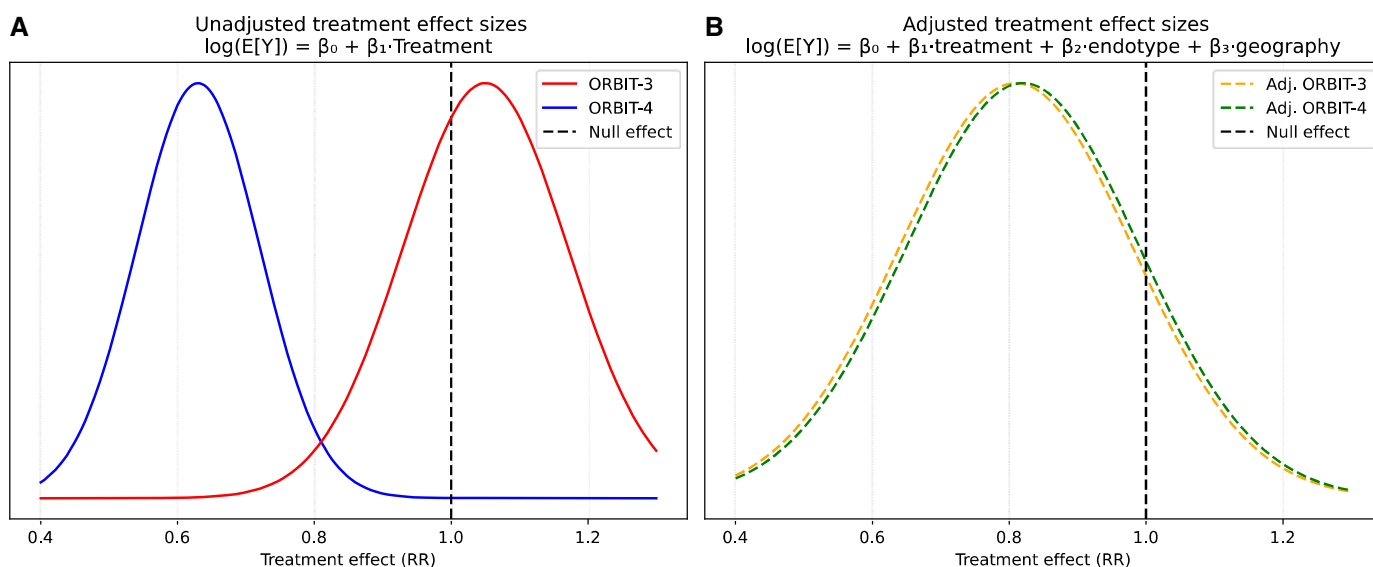 A
Unadjusted treatment effect sizes
log(E[Y]) = β₀ + β₁·Treatment
ORBIT-3
ORBIT-4
Null effect
0.4
0.6
0.8
1.0
1.2
Treatment effect (RR)
B
Adjusted treatment effect sizes
log(E[Y]) = β₀ + β₁·treatment + β₂·endotype + β₃·geography
Adj. ORBIT-3
Adj. ORBIT-4
Null effect
0.4
0.6
0.8
1.0
1.2
Treatment effect (RR)